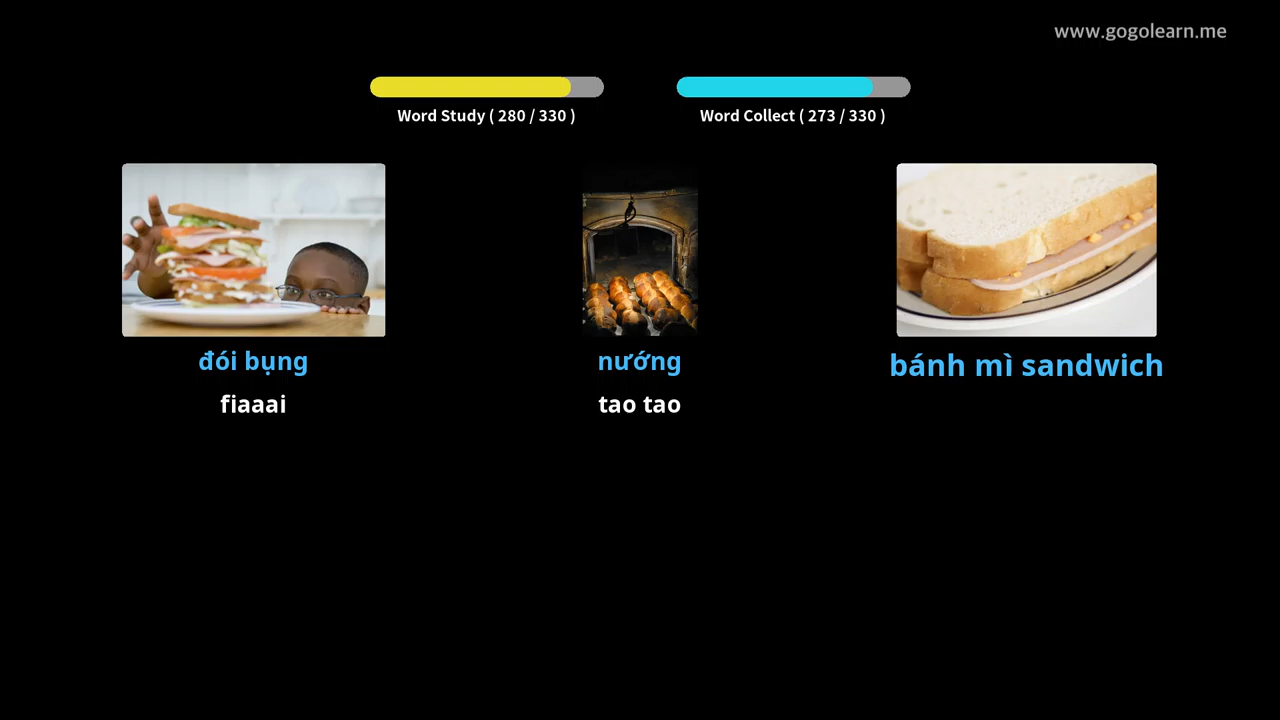 www.gogolearn.me
Word Study ( 280 / 330 )
Word Collect ( 273 / 330 )
đói bụng
nướng
bánh mì sandwich
fiaaai
tao tao